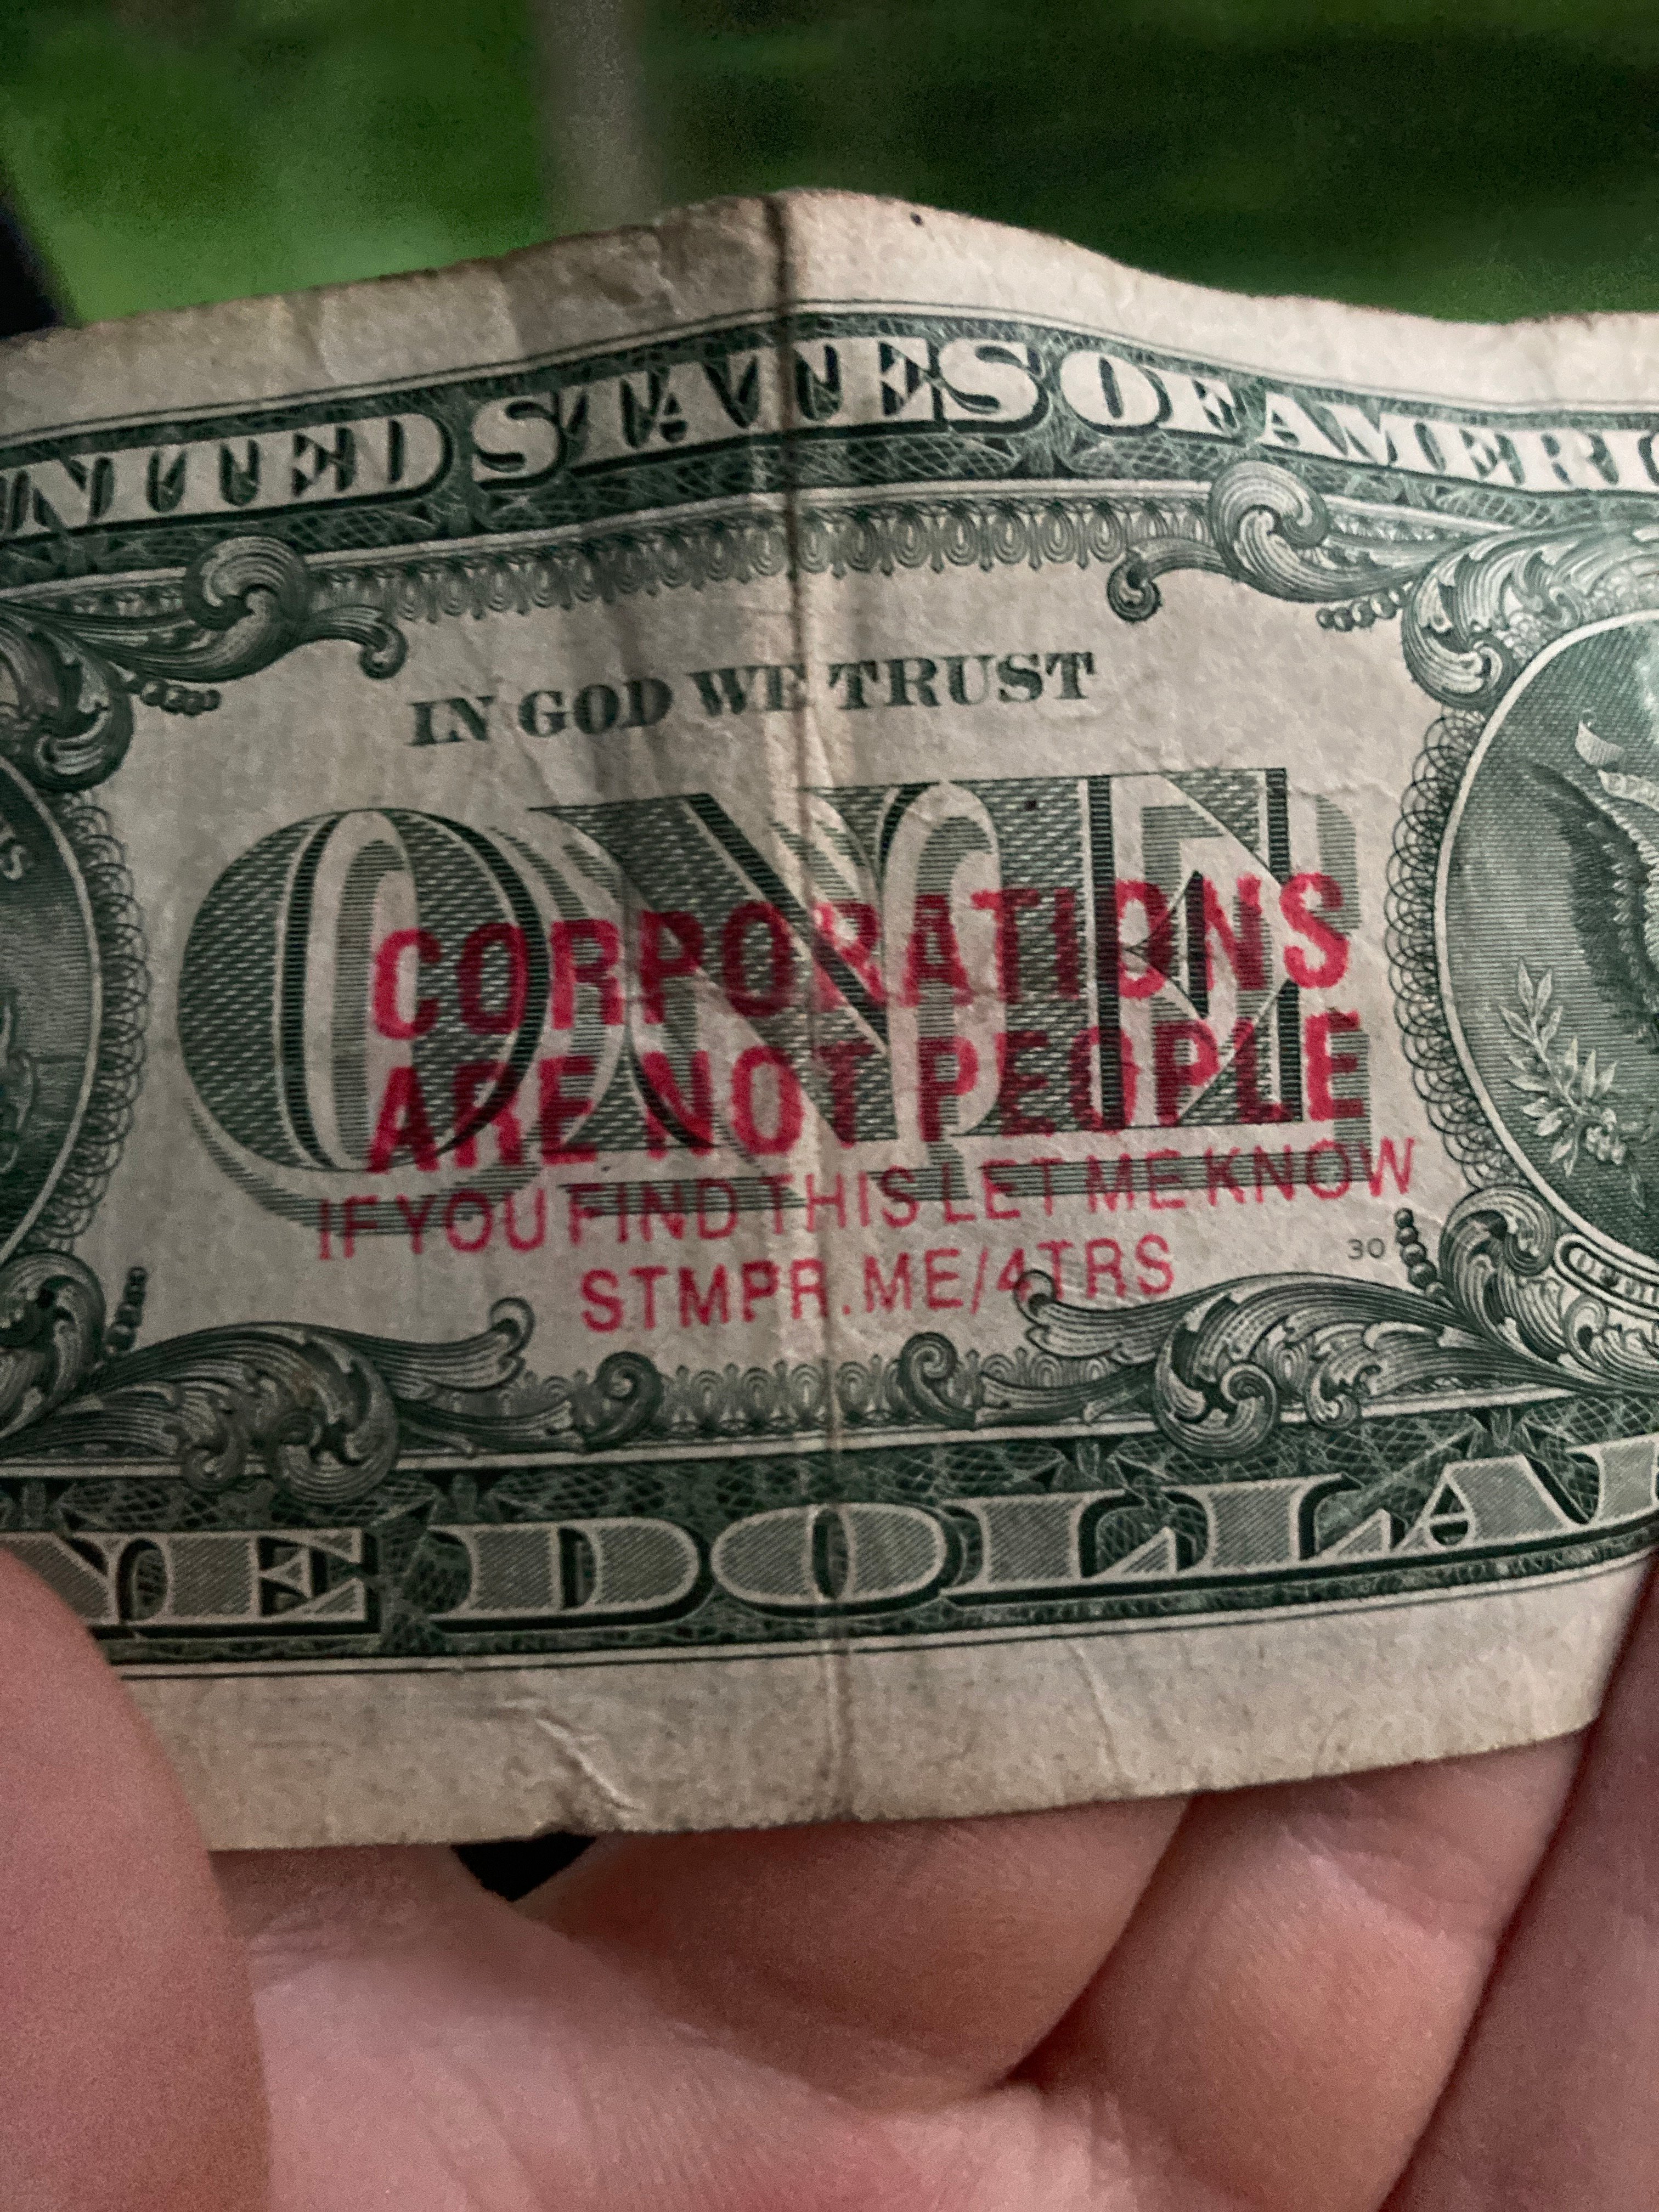 NITED STATES OF AMERIC
IN GOD WE TRUST
ONE
CORPORATIONS
ARE NOT PEOPLE
IF YOU FIND THIS LET ME KNOW
STMPR.ME/4TRS
30
NE DOLLA